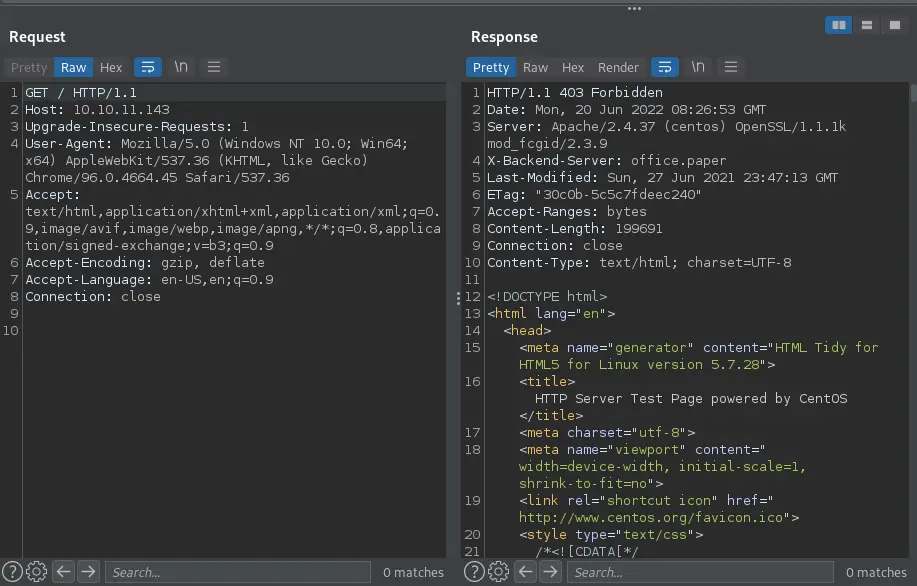 Request
Pretty Raw Hex \n
1 GET / HTTP/1.1
2 Host: 10.10.11.143
3 Upgrade-Insecure-Requests: 1
4 User-Agent: Mozilla/5.0 (Windows NT 10.0; Win64;
x64) AppleWebKit/537.36 (KHTML, like Gecko)
Chrome/96.0.4664.45 Safari/537.36
5 Accept:
text/html,application/xhtml+xml,application/xml;q=0.
9,image/avif,image/webp,image/apng,*/*;q=0.8,applica
tion/signed-exchange;v=b3;q=0.9
6 Accept-Encoding: gzip, deflate
7 Accept-Language: en-US,en;q=0.9
8 Connection: close
9
10
Search...
0 matches
Response
Pretty Raw Hex Render \n
1 HTTP/1.1 403 Forbidden
2 Date: Mon, 20 Jun 2022 08:26:53 GMT
3 Server: Apache/2.4.37 (centos) OpenSSL/1.1.1k
mod_fcgid/2.3.9
4 X-Backend-Server: office.paper
5 Last-Modified: Sun, 27 Jun 2021 23:47:13 GMT
6 ETag: "30c0b-5c5c7fdeec240"
7 Accept-Ranges: bytes
8 Content-Length: 199691
9 Connection: close
10 Content-Type: text/html; charset=UTF-8
11
12 <!DOCTYPE html>
13 <html lang="en">
14 <head>
15 <meta name="generator" content="HTML Tidy for
HTML5 for Linux version 5.7.28">
16 <title>
HTTP Server Test Page powered by CentOS
</title>
17 <meta charset="utf-8">
18 <meta name="viewport" content="
width=device-width, initial-scale=1,
shrink-to-fit=no">
19 <link rel="shortcut icon" href="
http://www.centos.org/favicon.ico">
20 <style type="text/css">
21 /*<![CDATA[*/
Search...
0 matches